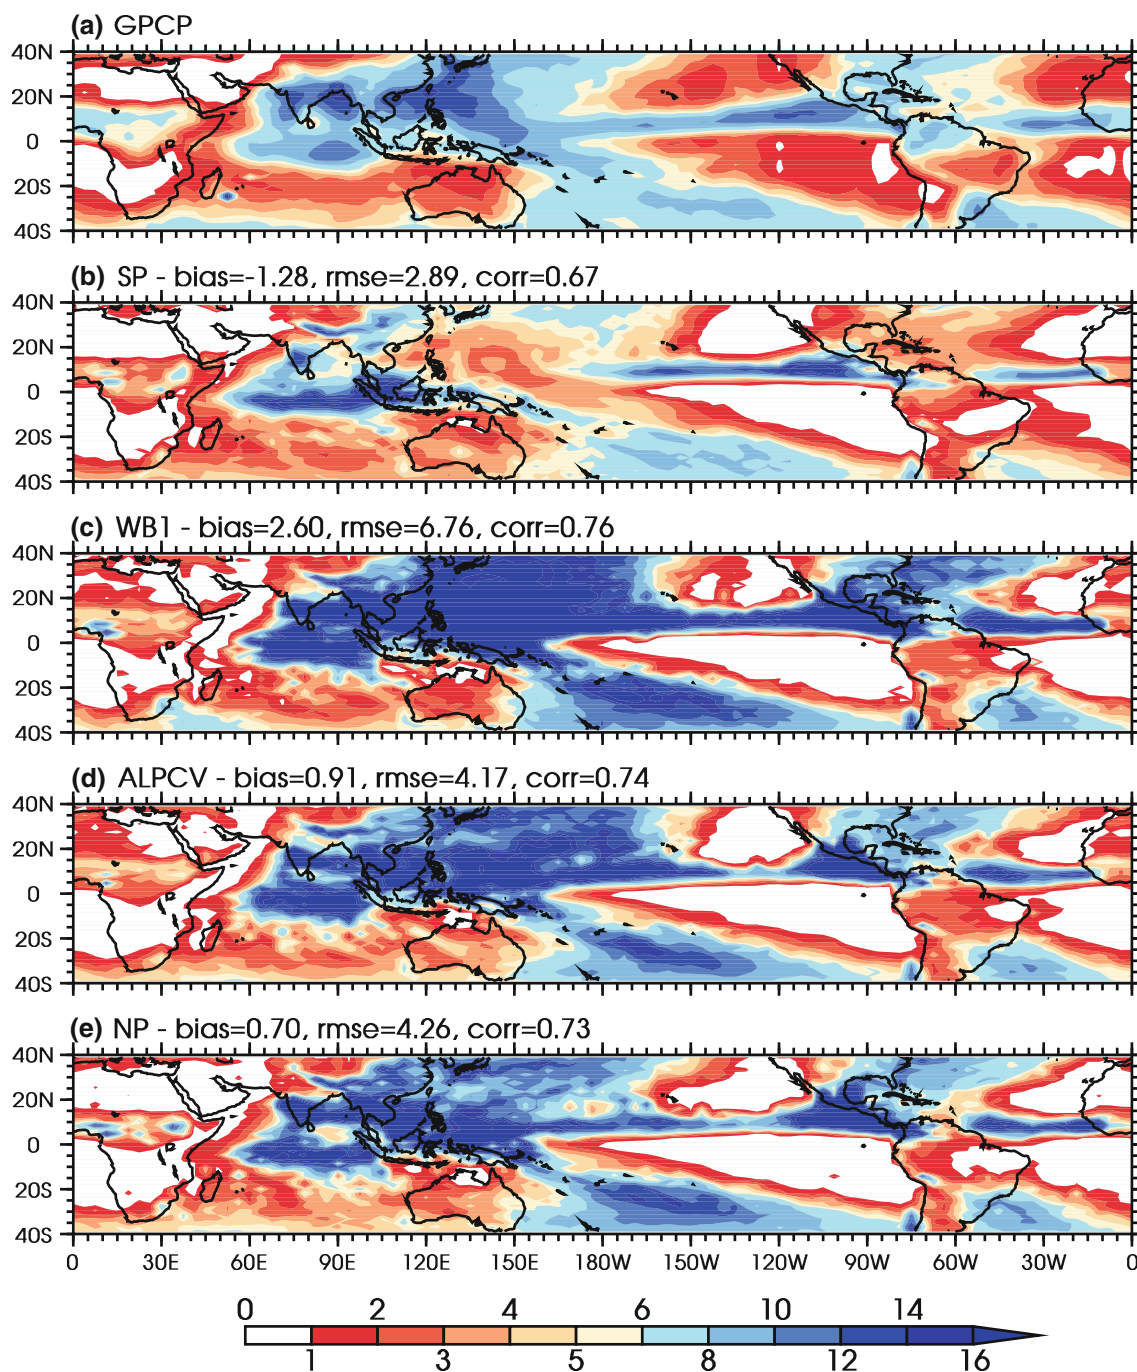 (a) GPCP
40N
20N
0
20S
40S
(b) SP - bias=-1.28, rmse=2.89, corr=0.67
40N
20N
0
20S
40S
(c) WB1 - bias=2.60, rmse=6.76, corr=0.76
40N
20N
0
20S
40S
(d) ALPCV - bias=0.91, rmse=4.17, corr=0.74
40N
20N
0
20S
40S
(e) NP - bias=0.70, rmse=4.26, corr=0.73
40N
20N
0
20S
40S
0 30E 60E 90E 120E 150E 180W 150W 120W 90W 60W 30W 0
0 2 4 6 10 14
1 3 5 8 12 16